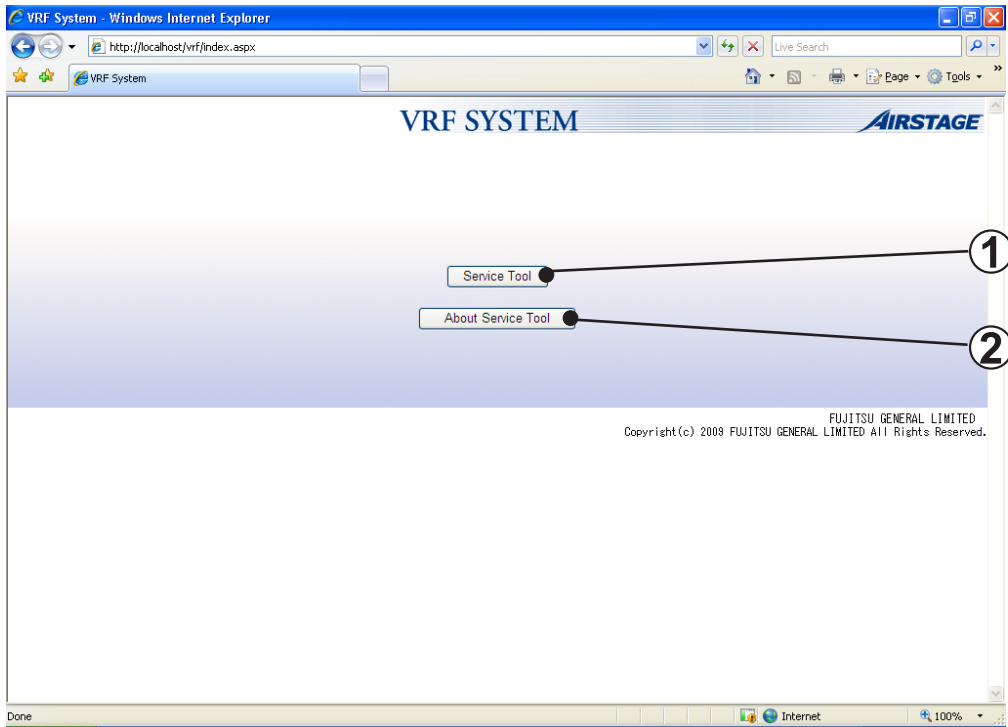 VRF System - Windows Internet Explorer
http://localhost/vrf/index.aspx
Live Search
VRF System
Page
Tools
»
VRF SYSTEM
AIRSTAGE
1
Service Tool
About Service Tool
2
FUJITSU GENERAL LIMITED
Copyright(c) 2009 FUJITSU GENERAL LIMITED All Rights Reserved.
Done
Internet
100%